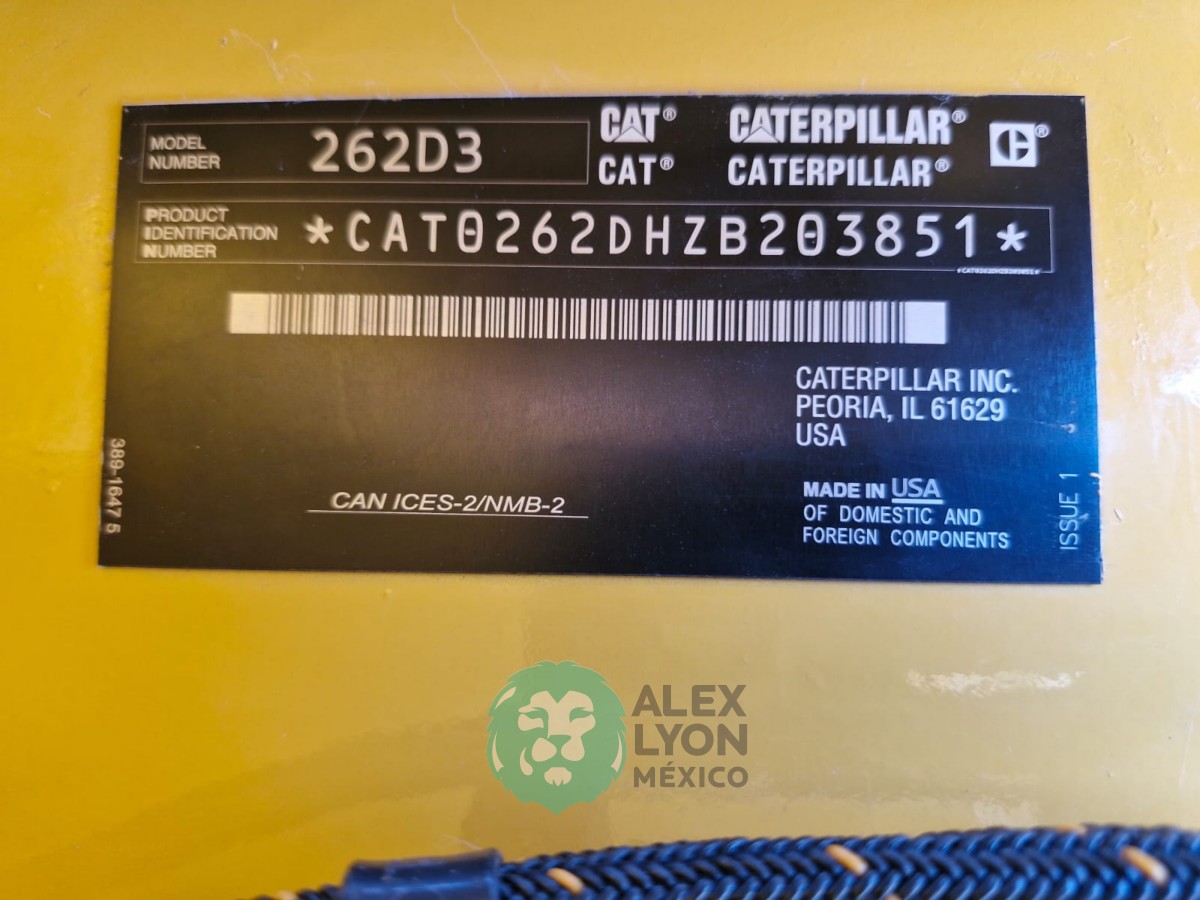 MODEL
NUMBER
262D3
CAT® CATERPILLAR®
CAT® CATERPILLAR®
PRODUCT
IDENTIFICATION
NUMBER
*CAT0262DHZB203851*
*CAT0262DHZB203851*
CATERPILLAR INC.
PEORIA, IL 61629
USA
389-1647 5
CAN ICES-2/NMB-2
MADE IN USA
OF DOMESTIC AND
FOREIGN COMPONENTS
ISSUE 1
ALEX
LYON
MÉXICO